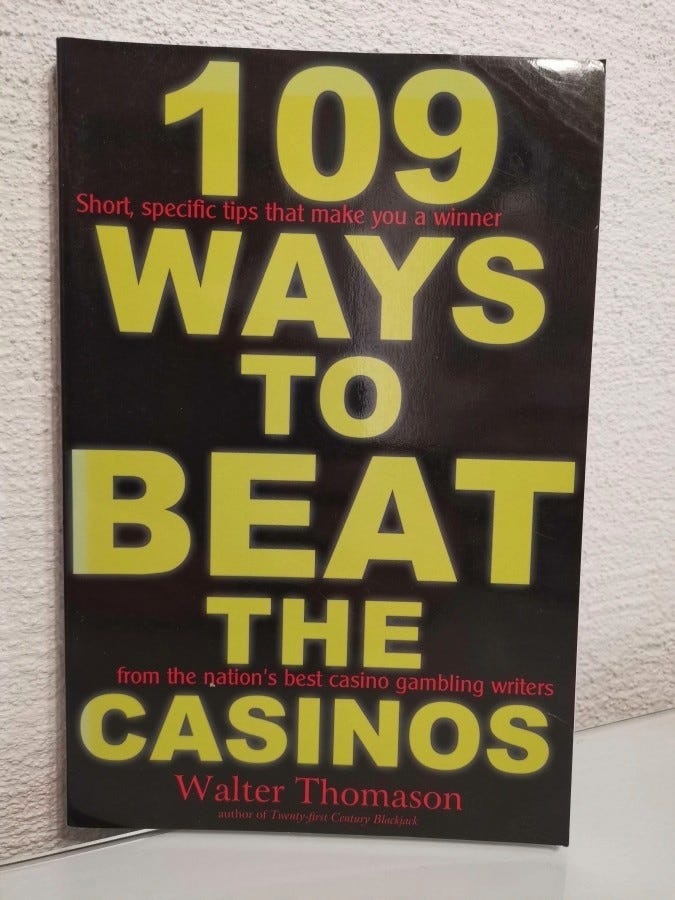 109
Short, specific tips that make you a winner
WAYS
TO
BEAT
THE
from the nation's best casino gambling writers
CASINOS
Walter Thomason
author of Twenty-first Century Blackjack